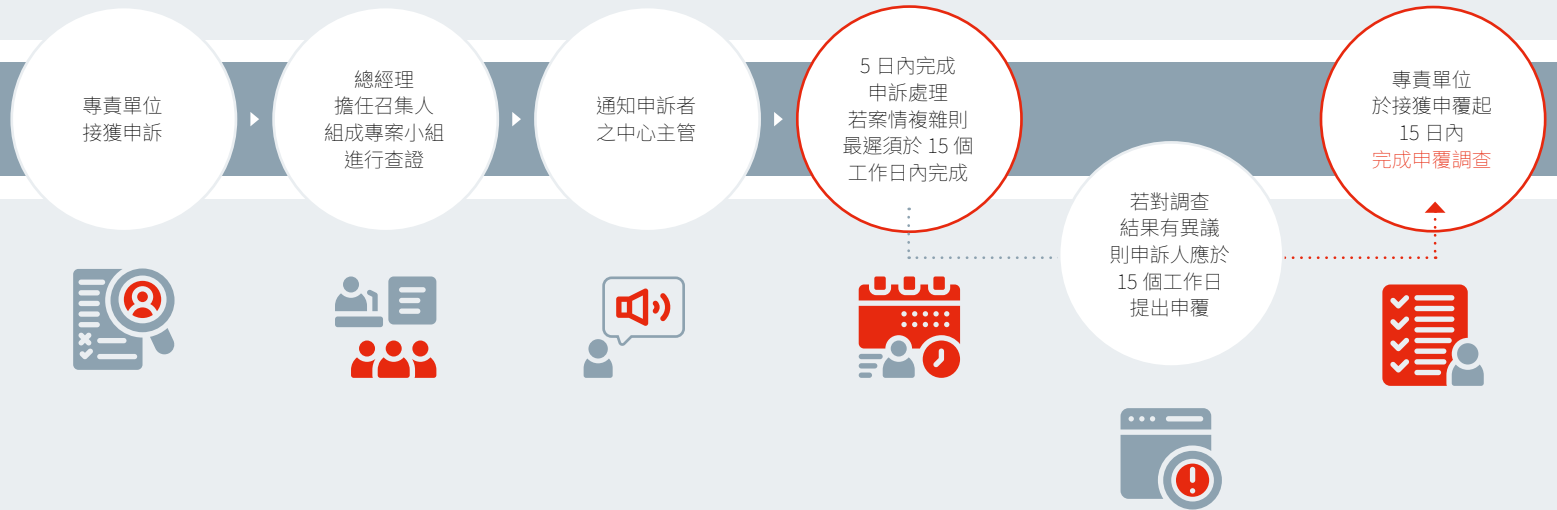 專責單位
接獲申訴
總經理
擔任召集人
組成專案小組
進行查證
通知申訴者
之中心主管
5 日內完成
申訴處理
若案情複雜則
最遲須於 15 個
工作日內完成
若對調查
結果有異議
則申訴人應於
15 個工作日
提出申覆
專責單位
於接獲申覆起
15 日內
完成申覆調查